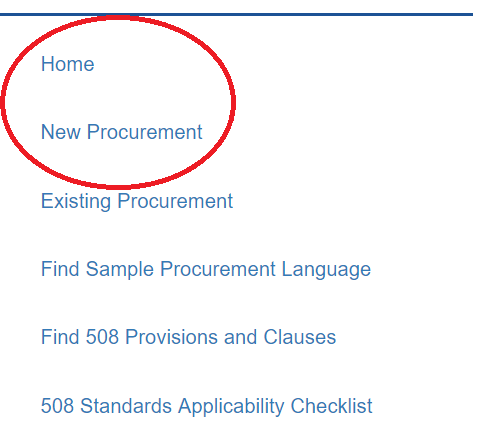 Home
New Procurement
Existing Procurement
Find Sample Procurement Language
Find 508 Provisions and Clauses
508 Standards Applicability Checklist